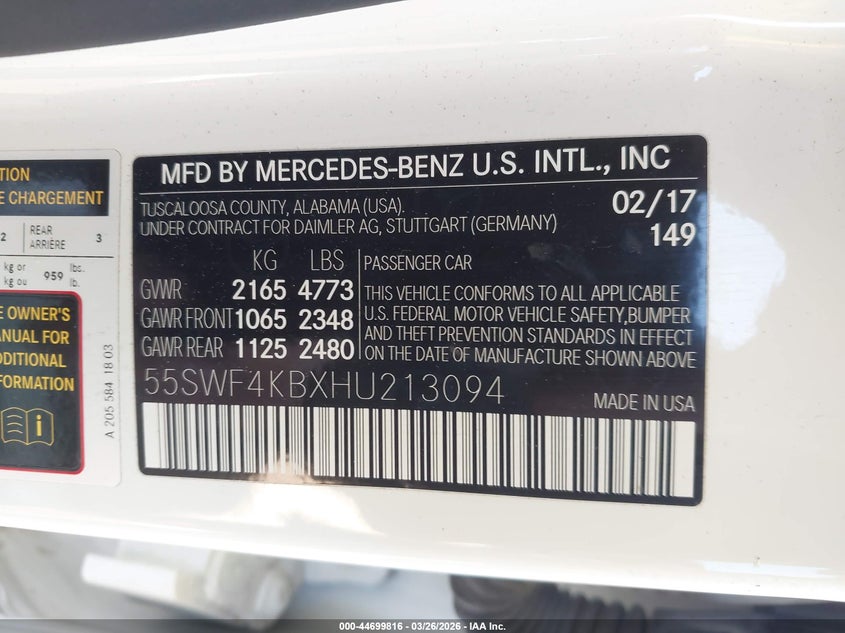 TION
E CHARGEMENT
2 REAR ARRIÈRE 3
kg or kg ou 959 lbs. lb.
E OWNER'S
ANUAL FOR
DDITIONAL
FORMATION
A 205 584 18 03
MFD BY MERCEDES-BENZ U.S. INTL., INC
TUSCALOOSA COUNTY, ALABAMA (USA). 02/17
UNDER CONTRACT FOR DAIMLER AG, STUTTGART (GERMANY) 149
KG LBS PASSENGER CAR
GVWR 2165 4773
GAWR FRONT 1065 2348
GAWR REAR 1125 2480
THIS VEHICLE CONFORMS TO ALL APPLICABLE
U.S. FEDERAL MOTOR VEHICLE SAFETY,BUMPER
AND THEFT PREVENTION STANDARDS IN EFFECT
ON THE DATE OF MANUFACTURE SHOWN ABOVE
55SWF4KBXHU213094 MADE IN USA
000-44699816 - 03/26/2026 - IAA Inc.